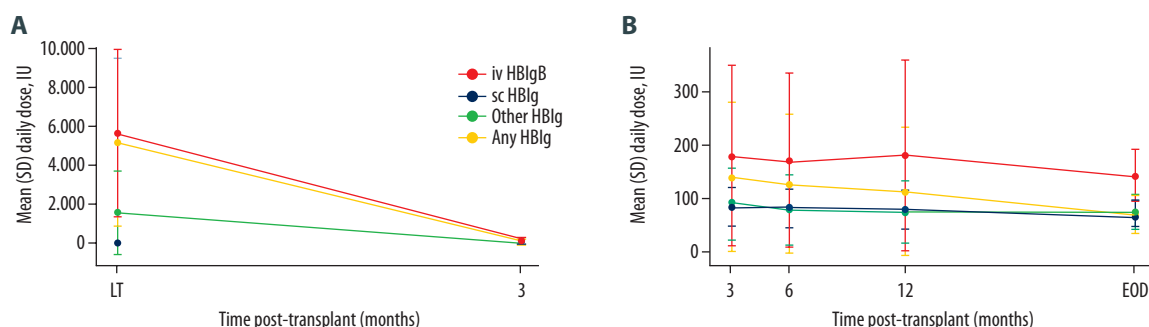 A
Mean (SD) daily dose, IU
10.000
8.000
6.000
4.000
2.000
0
LT
3
Time post-transplant (months)
iv HBIgB
sc HBIg
Other HBIg
Any HBIg
B
Mean (SD) daily dose, IU
300
200
100
0
3
6
12
EOD
Time post-transplant (months)